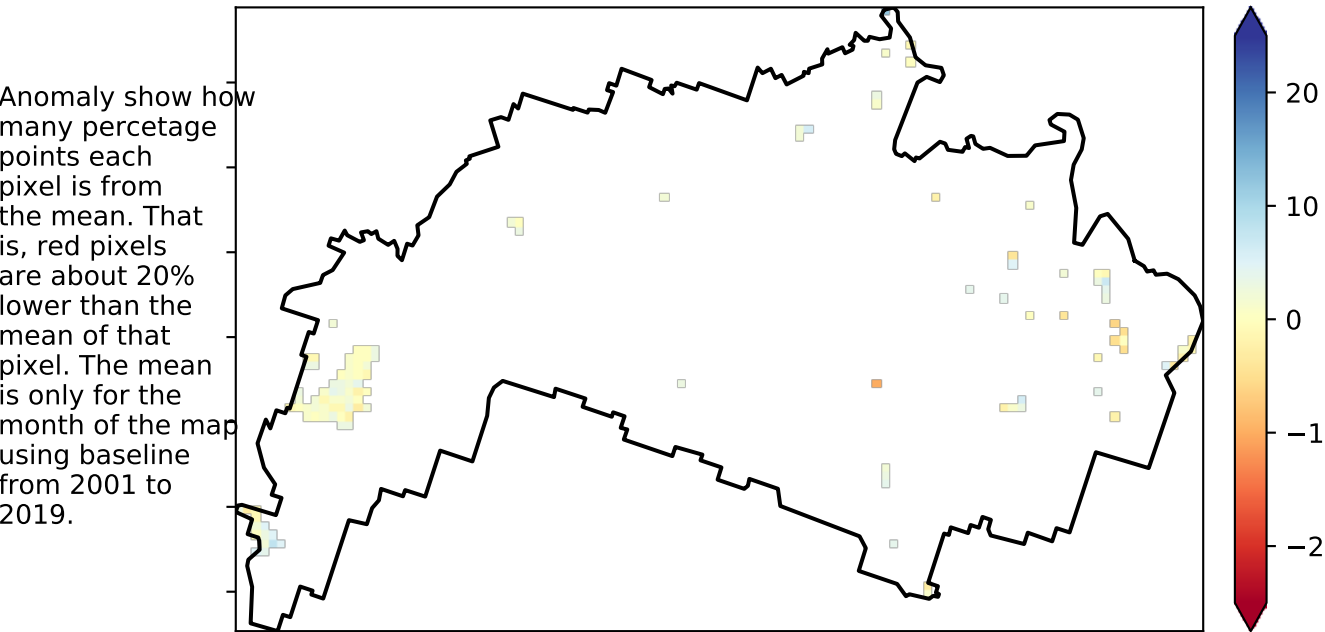 Anomaly show how
many percetage
points each
pixel is from
the mean. That
is, red pixels
are about 20%
lower than the
mean of that
pixel. The mean
is only for the
month of the map
using baseline
from 2001 to
2019.
20
10
0
−1
−2